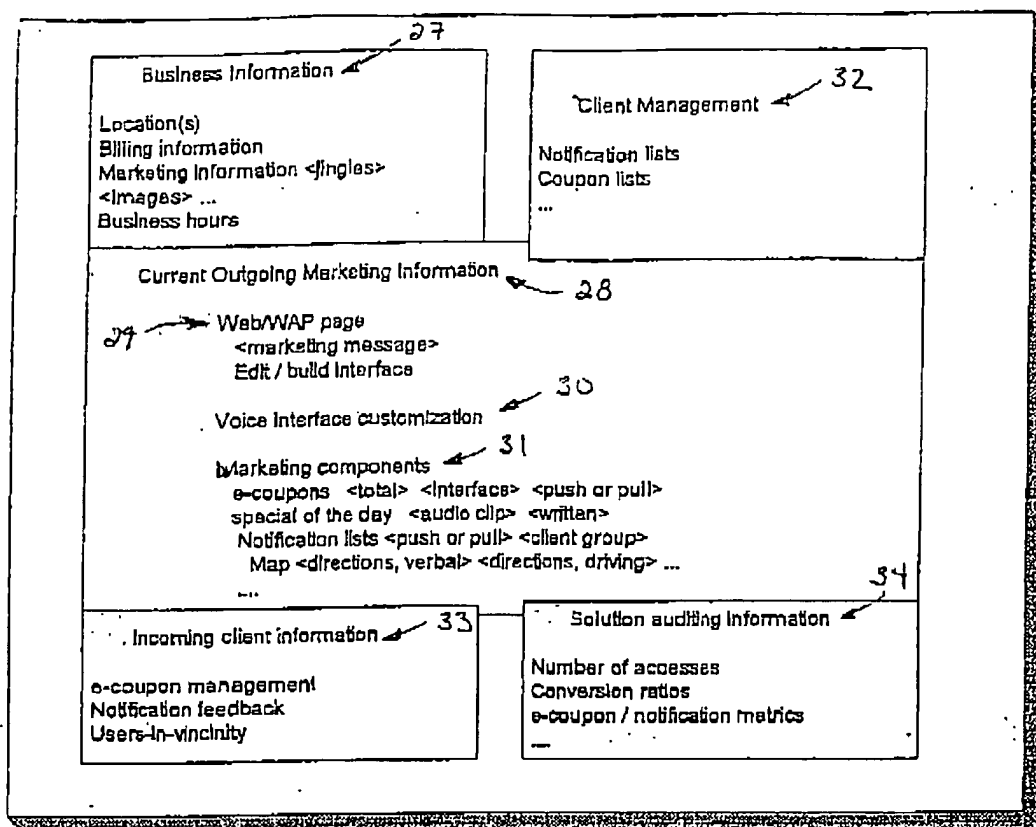 27
Business Information
Location(s)
Billing information
Marketing Information <jingles>
<images> ...
Business hours
32
Client Management
Notification lists
Coupon lists
...
Current Outgoing Marketing Information
28
29
Web/WAP page
<marketing message>
Edit / build Interface
30
Voice Interface customization
31
Marketing components
e-coupons <total> <Interface> <push or pull>
special of the day <audio clip> <written>
Notification lists <push or pull> <client group>
Map <directions, verbal> <directions, driving> ...
....
33
Incoming client information
e-coupon management
Notification feedback
Users-in-vincinity
34
Solution auditing Information
Number of accesses
Conversion ratios
e-coupon / notification metrics
....